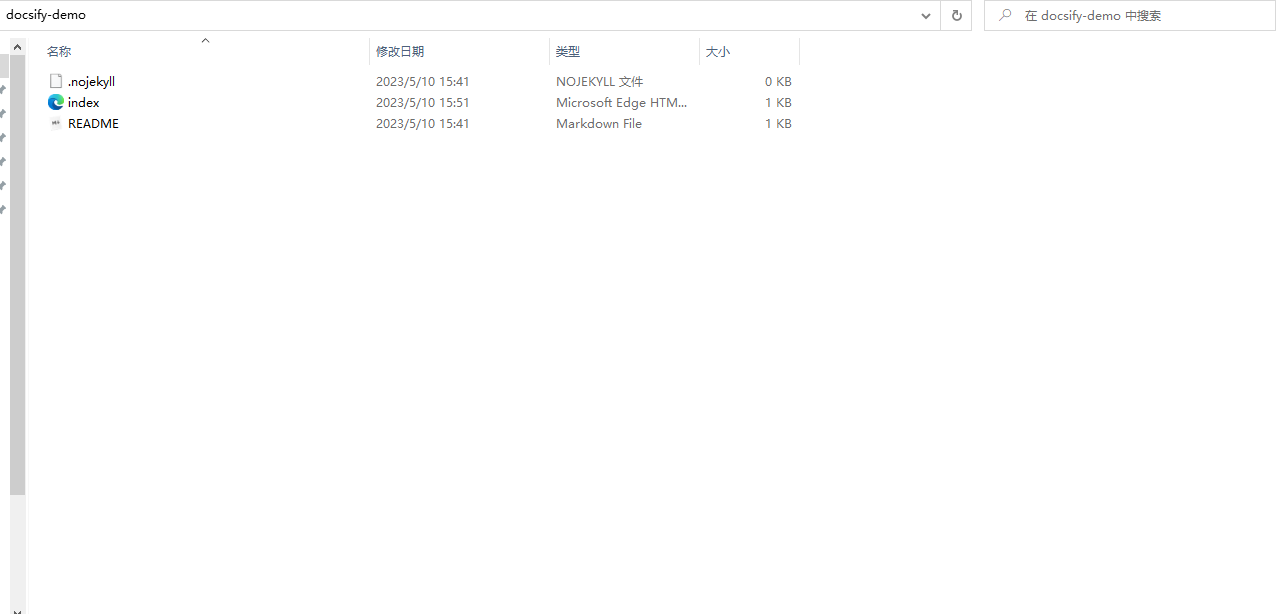 docsify-demo 在 docsify-demo 中搜索
名称 修改日期 类型 大小
.nojekyll 2023/5/10 15:41 NOJEKYLL 文件 0 KB
index 2023/5/10 15:51 Microsoft Edge HTM... 1 KB
README 2023/5/10 15:41 Markdown File 1 KB